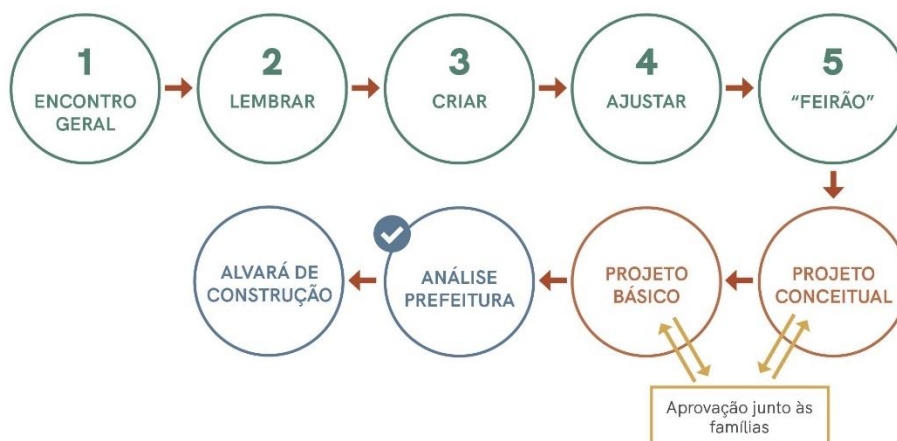 1
ENCONTRO
GERAL
2
LEMBRAR
3
CRIAR
4
AJUSTAR
5
“FEIRÃO”
ALVARÁ DE
CONSTRUÇÃO
ANÁLISE
PREFEITURA
PROJETO
BÁSICO
PROJETO
CONCEITUAL
Aprovação junto às
famílias